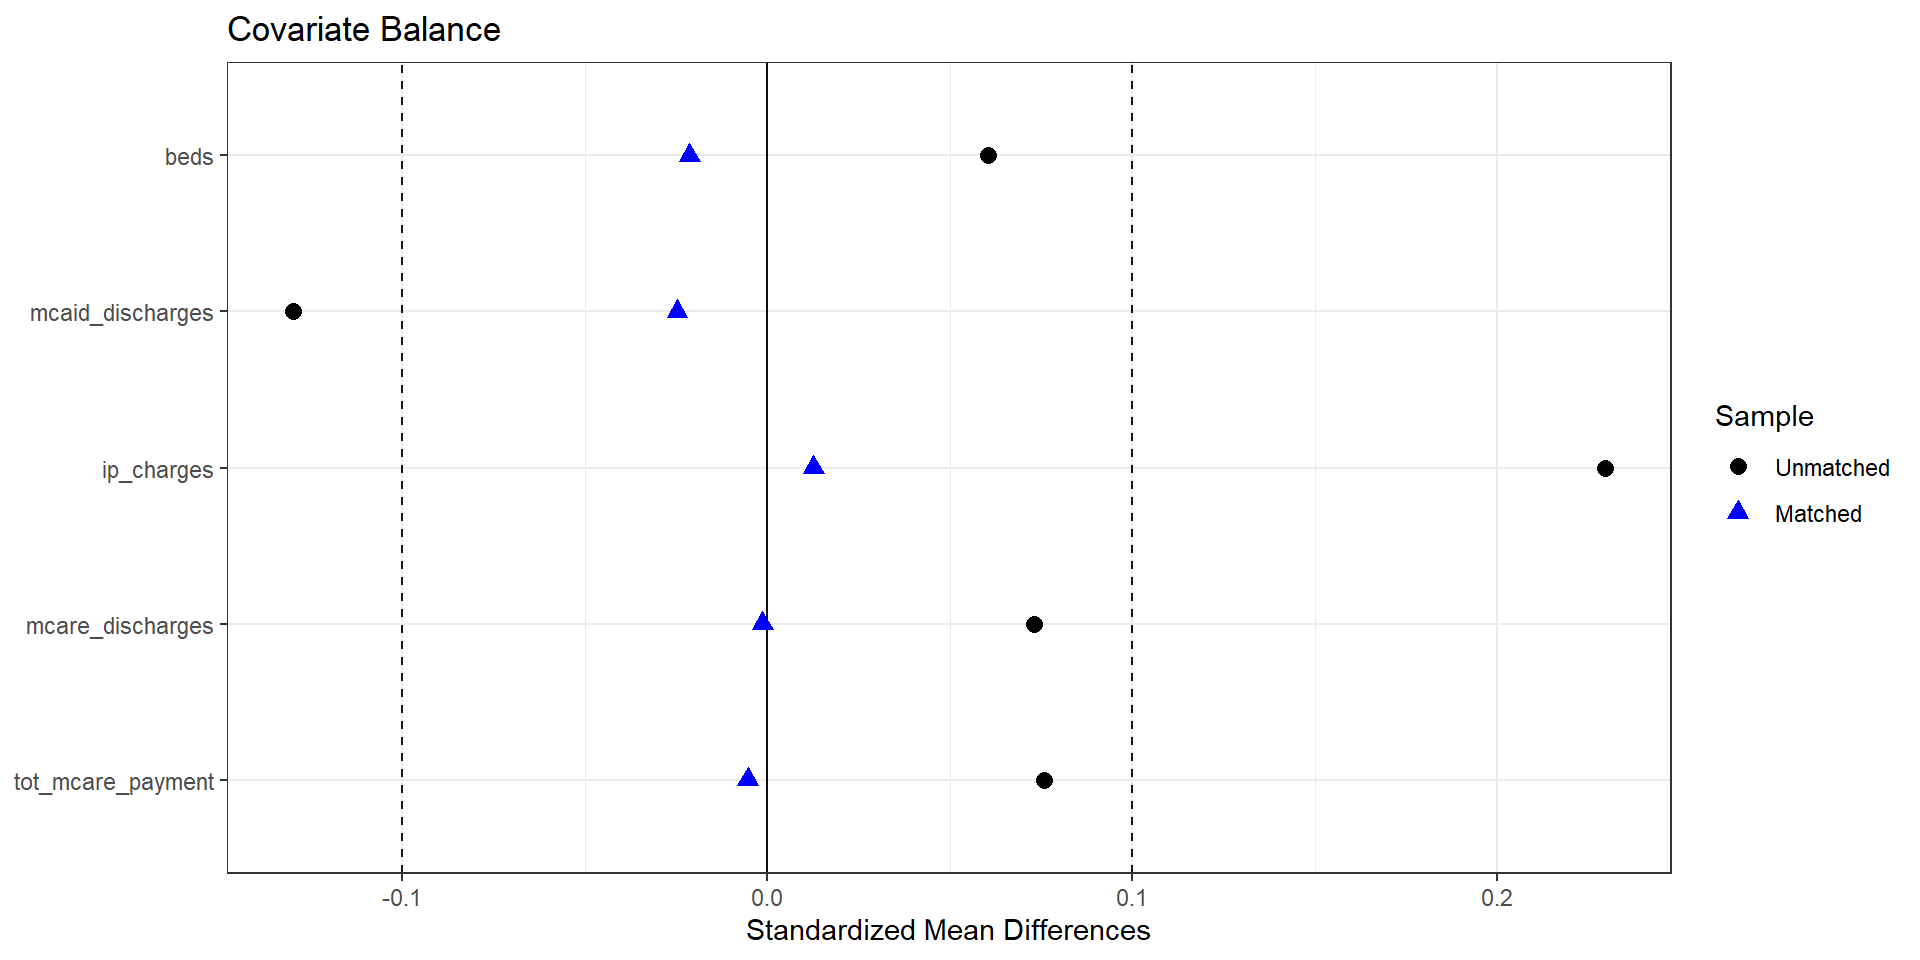 Covariate Balance
beds
mcaid_discharges
ip_charges
mcare_discharges
tot_mcare_payment
-0.1
0.0
0.1
0.2
Standardized Mean Differences
Sample
Unmatched
Matched